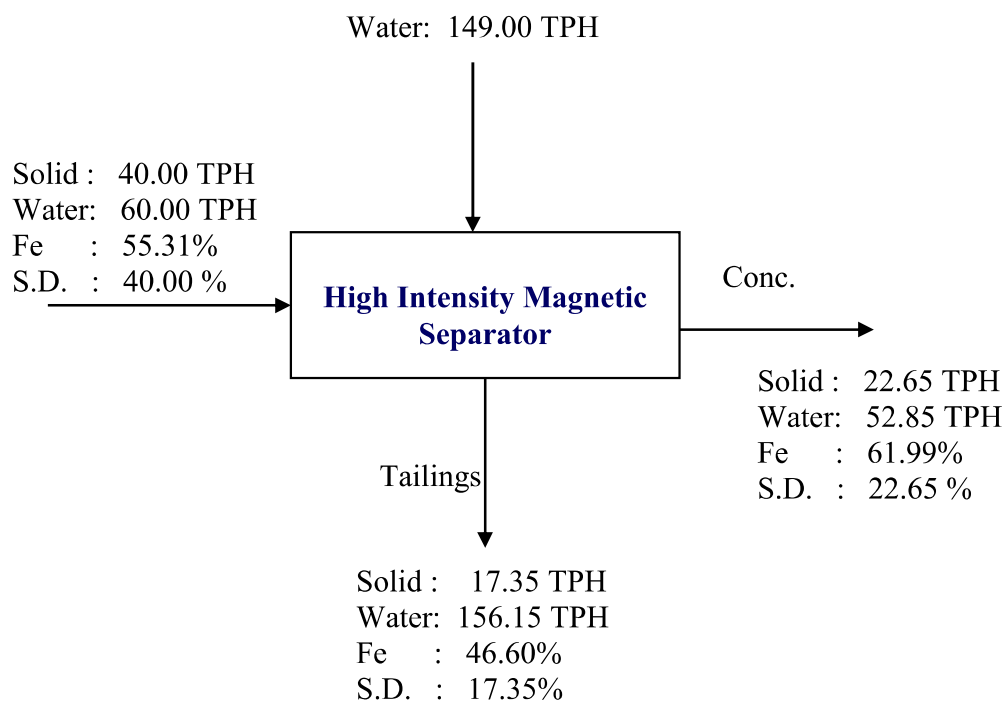 Water: 149.00 TPH
Solid : 40.00 TPH
Water: 60.00 TPH
Fe : 55.31%
S.D. : 40.00 %
High Intensity Magnetic
Separator
Conc.
Solid : 22.65 TPH
Water: 52.85 TPH
Fe : 61.99%
S.D. : 22.65 %
Tailings
Solid : 17.35 TPH
Water: 156.15 TPH
Fe : 46.60%
S.D. : 17.35%